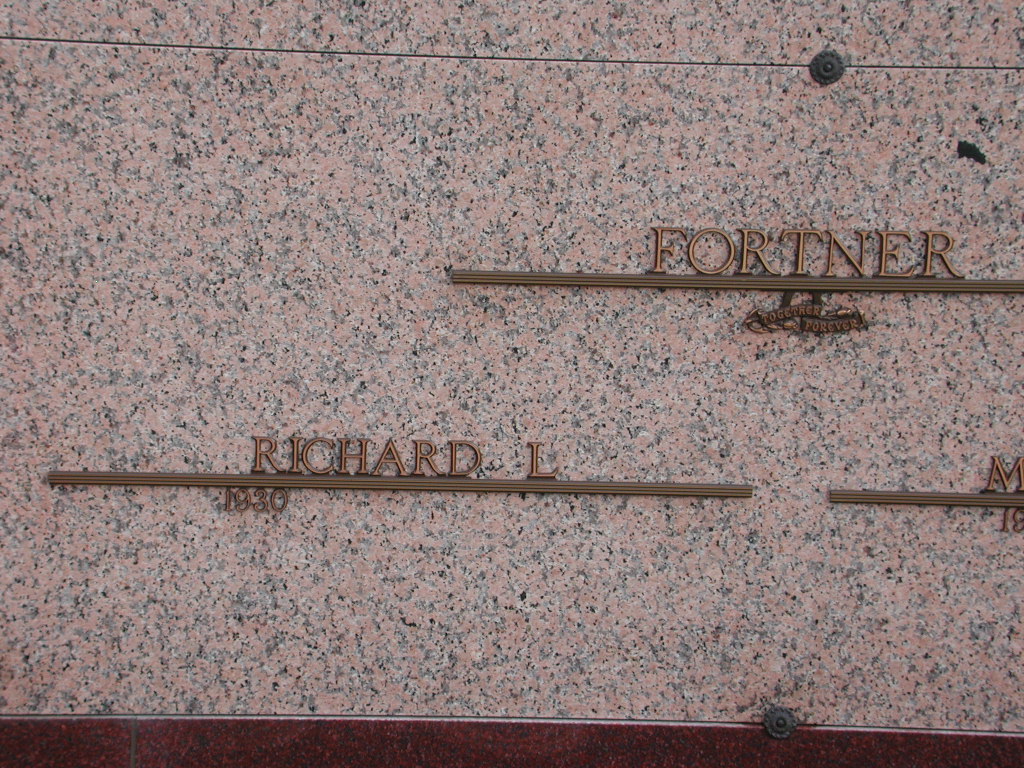 FORTNER
TOGETHER
FOREVER
RICHARD L
1930
M